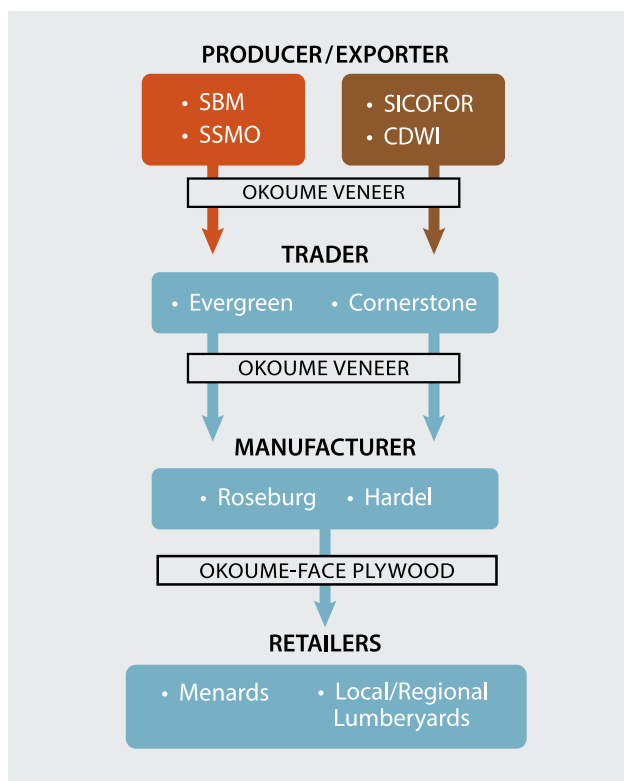 PRODUCER/EXPORTER
• SBM
• SSMO
• SICOFOR
• CDWI
OKOUME VENEER
TRADER
• Evergreen • Cornerstone
OKOUME VENEER
MANUFACTURER
• Roseburg • Hardel
OKOUME-FACE PLYWOOD
RETAILERS
• Menards
• Local/Regional
Lumberyards